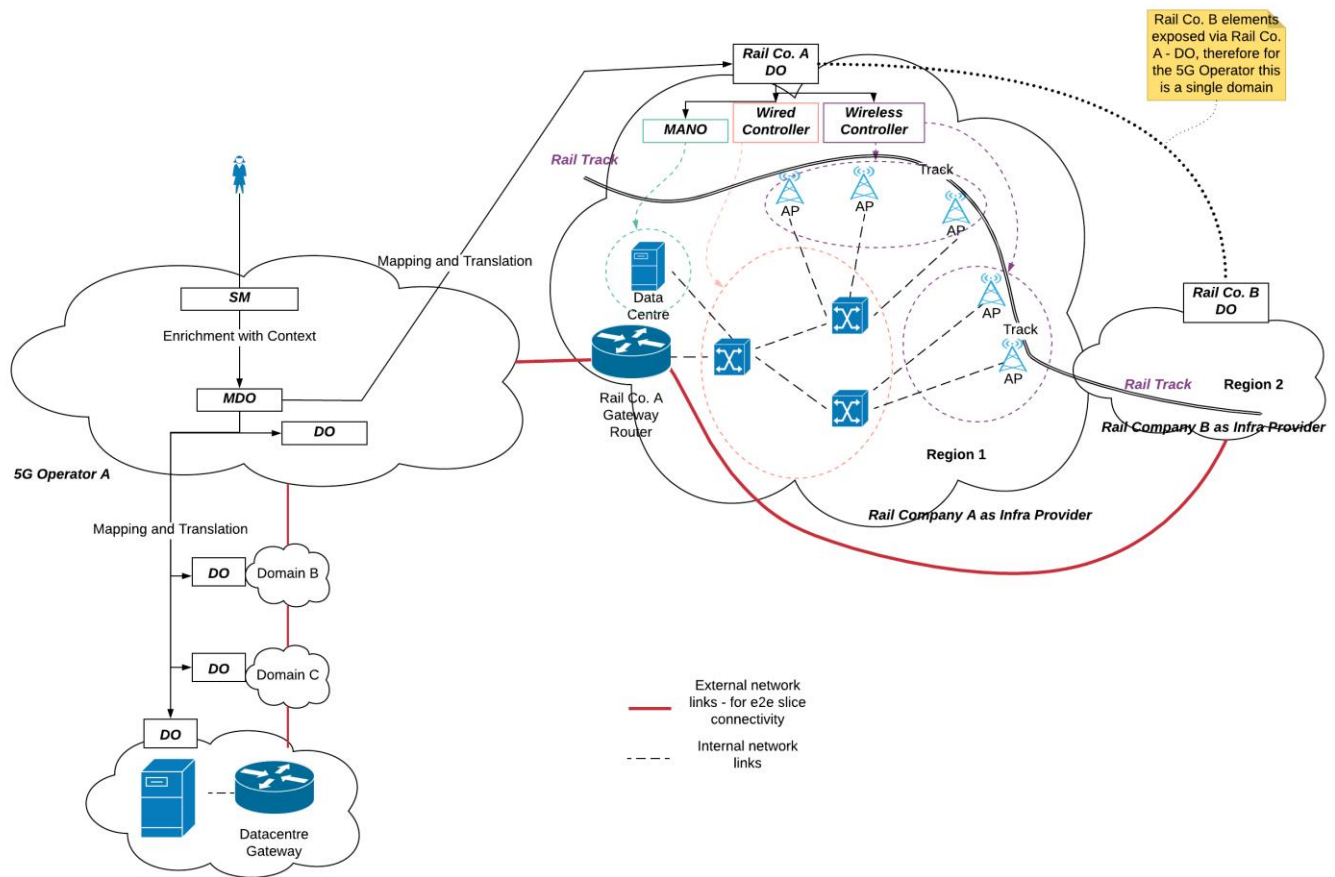 Rail Co. B elements
exposed via Rail Co.
A - DO, therefore for
the 5G Operator this
is a single domain
Rail Co. A
DO
MANO
Wired
Controller
Wireless
Controller
Rail Track
Track
AP
AP
AP
Mapping and Translation
SM
Enrichment with Context
MDO
DO
5G Operator A
Data
Centre
Rail Co. A
Gateway
Router
AP
Track
AP
Rail Co. B
DO
Rail Track
Region 2
Rail Company B as Infra Provider
Region 1
Rail Company A as Infra Provider
Mapping and Translation
DO
Domain B
DO
Domain C
DO
Datacentre
Gateway
External network
links - for e2e slice
connectivity
Internal network
links